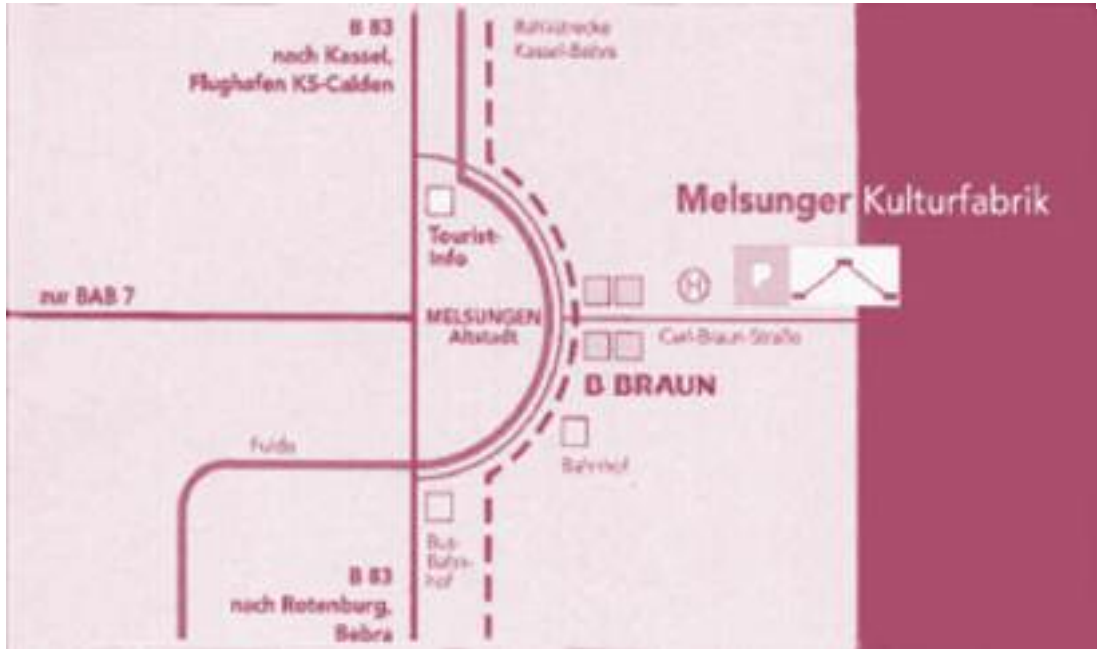 B 83
nach Kassel,
Flughafen KS-Calden
Bahnstrecke
Kassel-Bebra
Melsunger Kulturfabrik
Tourist-
Info
H
P
zur BAB 7
MELSUNGEN
Altstadt
Carl-Braun-Straße
B BRAUN
Fulda
Bahnhof
Bus-
Bahn-
hof
B 83
nach Rotenburg,
Bebra